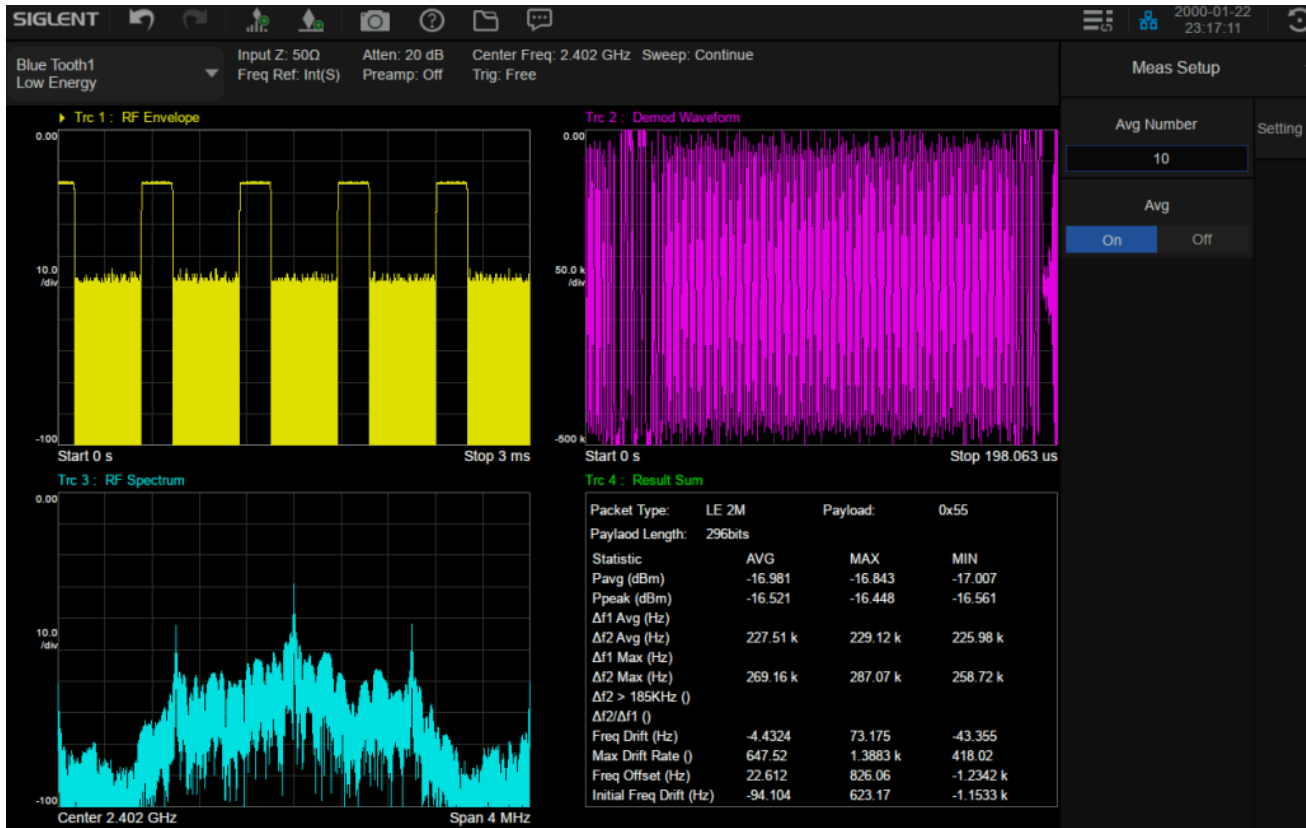 SIGLENT
2000-01-22
23:17:11
Blue Tooth1
Low Energy
Input Z: 50Ω Atten: 20 dB Center Freq: 2.402 GHz Sweep: Continue
Freq Ref: Int(S) Preamp: Off Trig: Free
Meas Setup
Avg Number
10
Setting
Avg
On Off
Trc 1 : RF Envelope
0.00
10.0
/div
-100
Start 0 s Stop 3 ms
Trc 2 : Demod Waveform
0.00
50.0 k
/div
-500 k
Start 0 s Stop 198.063 us
Trc 3 : RF Spectrum
0.00
10.0
/div
-100
Center 2.402 GHz Span 4 MHz
Trc 4 : Result Sum
Packet Type: LE 2M Payload: 0x55
Paylaod Length: 296bits
Statistic AVG MAX MIN
Pavg (dBm) -16.981 -16.843 -17.007
Ppeak (dBm) -16.521 -16.448 -16.561
Δf1 Avg (Hz)
Δf2 Avg (Hz) 227.51 k 229.12 k 225.98 k
Δf1 Max (Hz)
Δf2 Max (Hz) 269.16 k 287.07 k 258.72 k
Δf2 > 185KHz ()
Δf2/Δf1 ()
Freq Drift (Hz) -4.4324 73.175 -43.355
Max Drift Rate () 647.52 1.3883 k 418.02
Freq Offset (Hz) 22.612 826.06 -1.2342 k
Initial Freq Drift (Hz) -94.104 623.17 -1.1533 k